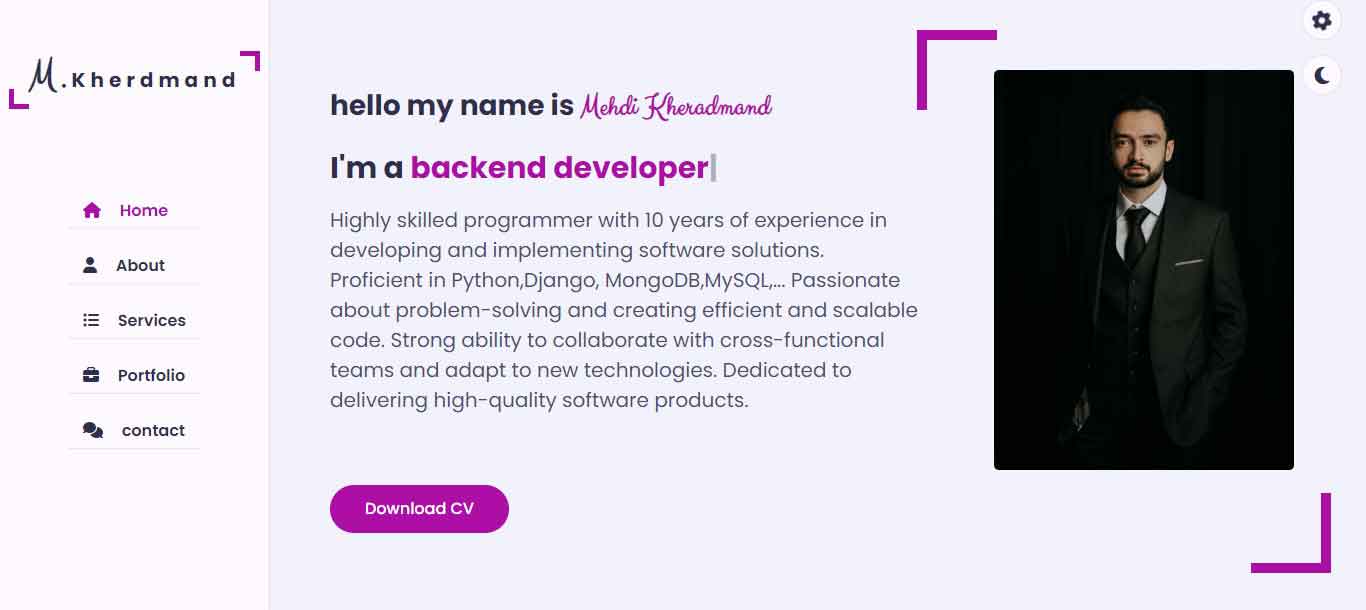 M.Kherdmand
Home
About
Services
Portfolio
contact
hello my name is Mehdi Kheradmand
I'm a backend developer
Highly skilled programmer with 10 years of experience in
developing and implementing software solutions.
Proficient in Python,Django, MongoDB,MySQL,... Passionate
about problem-solving and creating efficient and scalable
code. Strong ability to collaborate with cross-functional
teams and adapt to new technologies. Dedicated to
delivering high-quality software products.
Download CV